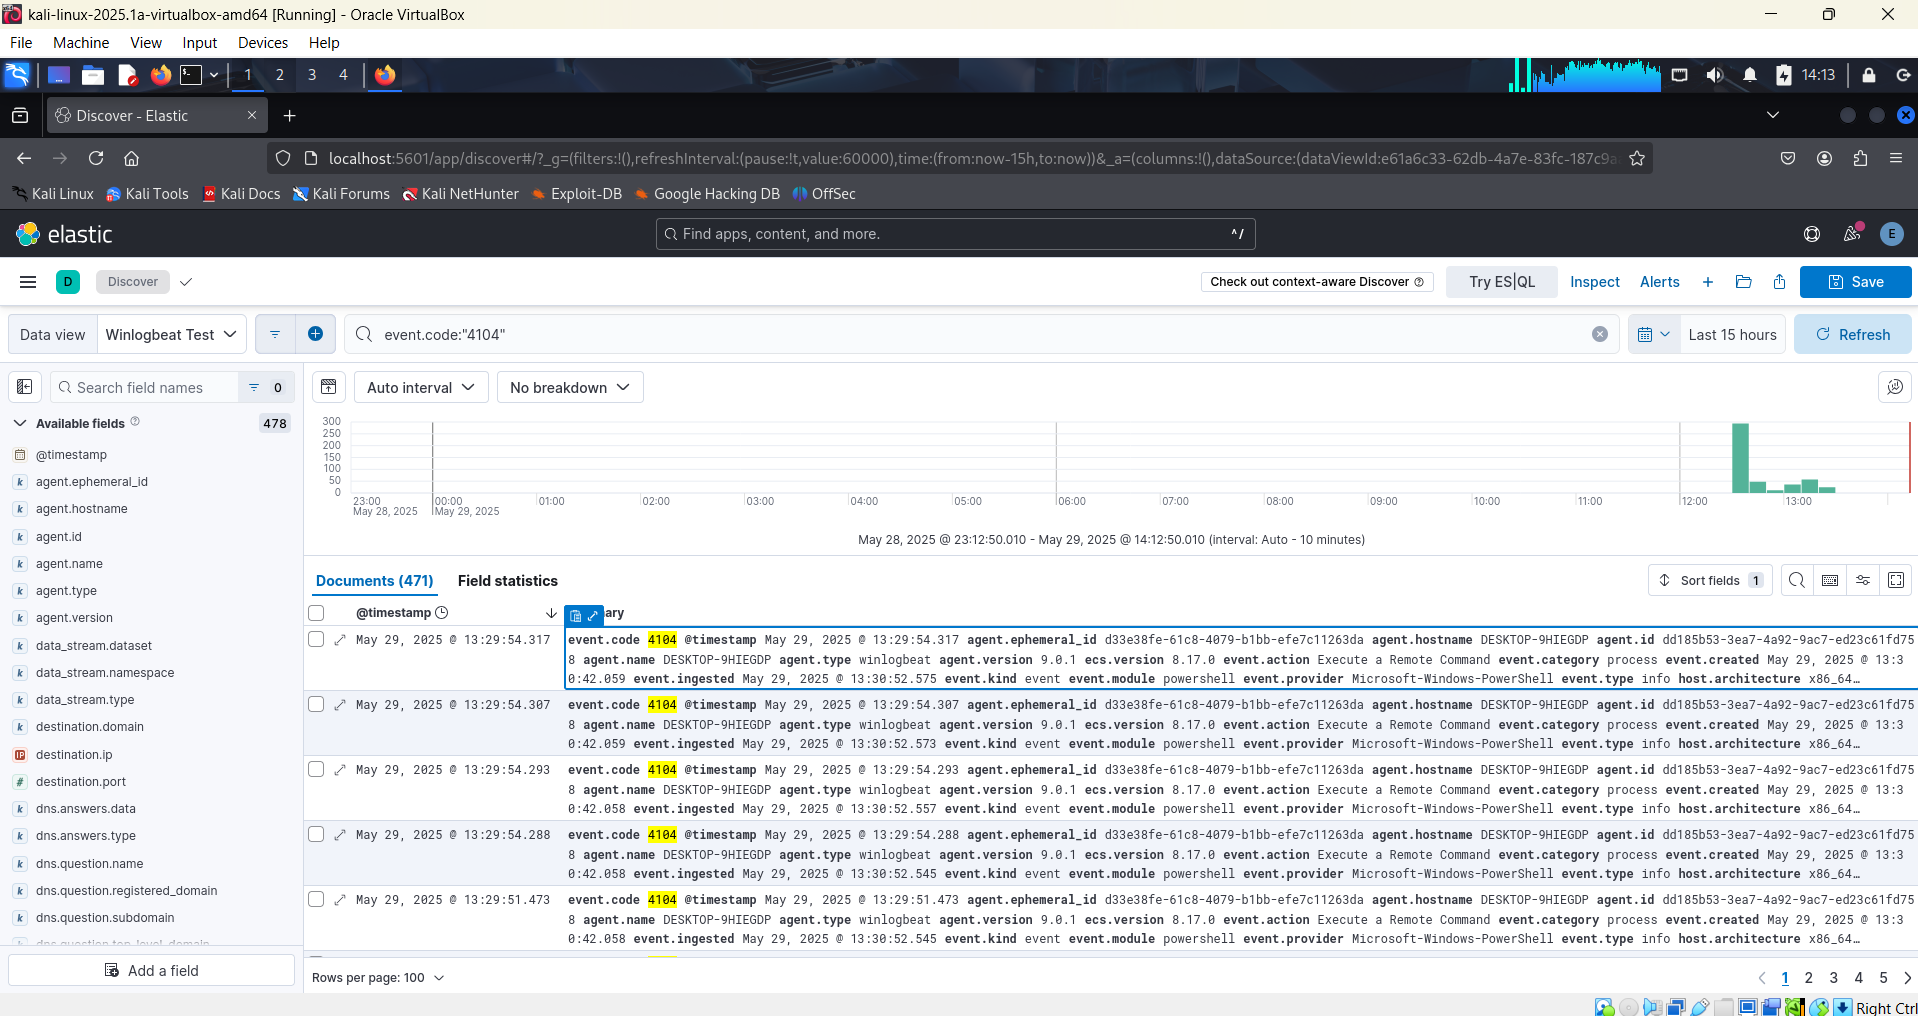 kali-linux-2025.1a-virtualbox-amd64 [Running] - Oracle VirtualBox
File Machine View Input Devices Help
1 2 3 4 14:13
Discover - Elastic
localhost:5601/app/discover#/?_g=(filters:!(),refreshInterval:(pause:!t,value:60000),time:(from:now-15h,to:now))&_a=(columns:!(),dataSource:(dataViewId:e61a6c33-62db-4a7e-83fc-187c9a
Kali Linux Kali Tools Kali Docs Kali Forums Kali NetHunter Exploit-DB Google Hacking DB OffSec
elastic Find apps, content, and more. ^/ E
D Discover Check out context-aware Discover Try ES|QL Inspect Alerts Save
Data view Winlogbeat Test event.code:"4104" Last 15 hours Refresh
Search field names 0 Auto interval No breakdown
Available fields 478
@timestamp
agent.ephemeral_id
agent.hostname
agent.id
agent.name
agent.type
agent.version
data_stream.dataset
data_stream.namespace
data_stream.type
destination.domain
destination.ip
destination.port
dns.answers.data
dns.answers.type
dns.question.name
dns.question.registered_domain
dns.question.subdomain
dns.question.top_level_domain
Add a field
300
250
200
150
100
50
0
23:00 00:00 01:00 02:00 03:00 04:00 05:00 06:00 07:00 08:00 09:00 10:00 11:00 12:00 13:00
May 28, 2025 May 29, 2025
May 28, 2025 @ 23:12:50.010 - May 29, 2025 @ 14:12:50.010 (interval: Auto - 10 minutes)
Documents (471) Field statistics Sort fields 1
@timestamp ary
May 29, 2025 @ 13:29:54.317 event.code 4104 @timestamp May 29, 2025 @ 13:29:54.317 agent.ephemeral_id d33e38fe-61c8-4079-b1bb-efe7c11263da agent.hostname DESKTOP-9HIEGDP agent.id dd185b53-3ea7-4a92-9ac7-ed23c61fd75
8 agent.name DESKTOP-9HIEGDP agent.type winlogbeat agent.version 9.0.1 ecs.version 8.17.0 event.action Execute a Remote Command event.category process event.created May 29, 2025 @ 13:3
0:42.059 event.ingested May 29, 2025 @ 13:30:52.575 event.kind event event.module powershell event.provider Microsoft-Windows-PowerShell event.type info host.architecture x86_64…
May 29, 2025 @ 13:29:54.307 event.code 4104 @timestamp May 29, 2025 @ 13:29:54.307 agent.ephemeral_id d33e38fe-61c8-4079-b1bb-efe7c11263da agent.hostname DESKTOP-9HIEGDP agent.id dd185b53-3ea7-4a92-9ac7-ed23c61fd75
8 agent.name DESKTOP-9HIEGDP agent.type winlogbeat agent.version 9.0.1 ecs.version 8.17.0 event.action Execute a Remote Command event.category process event.created May 29, 2025 @ 13:3
0:42.059 event.ingested May 29, 2025 @ 13:30:52.573 event.kind event event.module powershell event.provider Microsoft-Windows-PowerShell event.type info host.architecture x86_64…
May 29, 2025 @ 13:29:54.293 event.code 4104 @timestamp May 29, 2025 @ 13:29:54.293 agent.ephemeral_id d33e38fe-61c8-4079-b1bb-efe7c11263da agent.hostname DESKTOP-9HIEGDP agent.id dd185b53-3ea7-4a92-9ac7-ed23c61fd75
8 agent.name DESKTOP-9HIEGDP agent.type winlogbeat agent.version 9.0.1 ecs.version 8.17.0 event.action Execute a Remote Command event.category process event.created May 29, 2025 @ 13:3
0:42.058 event.ingested May 29, 2025 @ 13:30:52.557 event.kind event event.module powershell event.provider Microsoft-Windows-PowerShell event.type info host.architecture x86_64…
May 29, 2025 @ 13:29:54.288 event.code 4104 @timestamp May 29, 2025 @ 13:29:54.288 agent.ephemeral_id d33e38fe-61c8-4079-b1bb-efe7c11263da agent.hostname DESKTOP-9HIEGDP agent.id dd185b53-3ea7-4a92-9ac7-ed23c61fd75
8 agent.name DESKTOP-9HIEGDP agent.type winlogbeat agent.version 9.0.1 ecs.version 8.17.0 event.action Execute a Remote Command event.category process event.created May 29, 2025 @ 13:3
0:42.058 event.ingested May 29, 2025 @ 13:30:52.545 event.kind event event.module powershell event.provider Microsoft-Windows-PowerShell event.type info host.architecture x86_64…
May 29, 2025 @ 13:29:51.473 event.code 4104 @timestamp May 29, 2025 @ 13:29:51.473 agent.ephemeral_id d33e38fe-61c8-4079-b1bb-efe7c11263da agent.hostname DESKTOP-9HIEGDP agent.id dd185b53-3ea7-4a92-9ac7-ed23c61fd75
8 agent.name DESKTOP-9HIEGDP agent.type winlogbeat agent.version 9.0.1 ecs.version 8.17.0 event.action Execute a Remote Command event.category process event.created May 29, 2025 @ 13:3
0:42.058 event.ingested May 29, 2025 @ 13:30:52.545 event.kind event event.module powershell event.provider Microsoft-Windows-PowerShell event.type info host.architecture x86_64…
Rows per page: 100 1 2 3 4 5
Right Ctrl